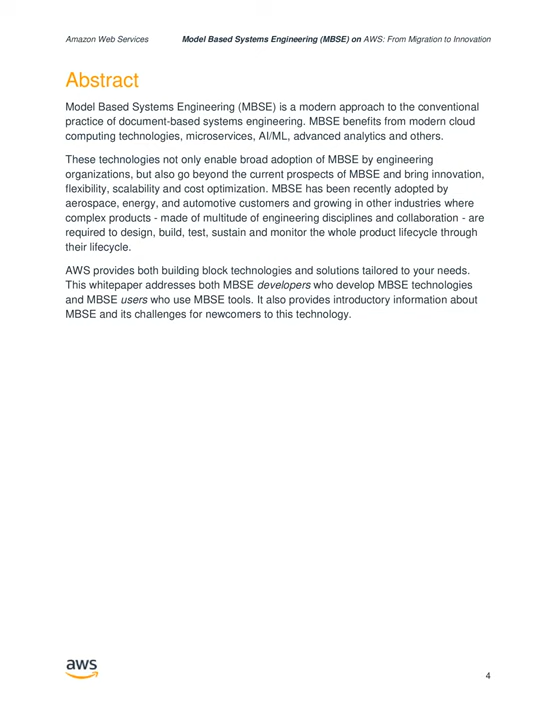 Amazon Web Services Model Based Systems Engineering (MBSE) on AWS: From Migration to Innovation
Abstract
Model Based Systems Engineering (MBSE) is a modern approach to the conventional
practice of document-based systems engineering. MBSE benefits from modern cloud
computing technologies, microservices, AI/ML, advanced analytics and others.
These technologies not only enable broad adoption of MBSE by engineering
organizations, but also go beyond the current prospects of MBSE and bring innovation,
flexibility, scalability and cost optimization. MBSE has been recently adopted by
aerospace, energy, and automotive customers and growing in other industries where
complex products - made of multitude of engineering disciplines and collaboration - are
required to design, build, test, sustain and monitor the whole product lifecycle through
their lifecycle.
AWS provides both building block technologies and solutions tailored to your needs.
This whitepaper addresses both MBSE developers who develop MBSE technologies
and MBSE users who use MBSE tools. It also provides introductory information about
MBSE and its challenges for newcomers to this technology.
aws
4